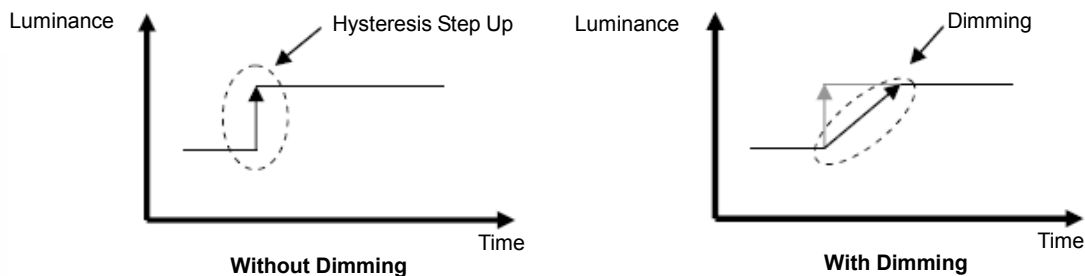 Luminance
Hysteresis Step Up
Time
Without Dimming
Luminance
Dimming
Time
With Dimming